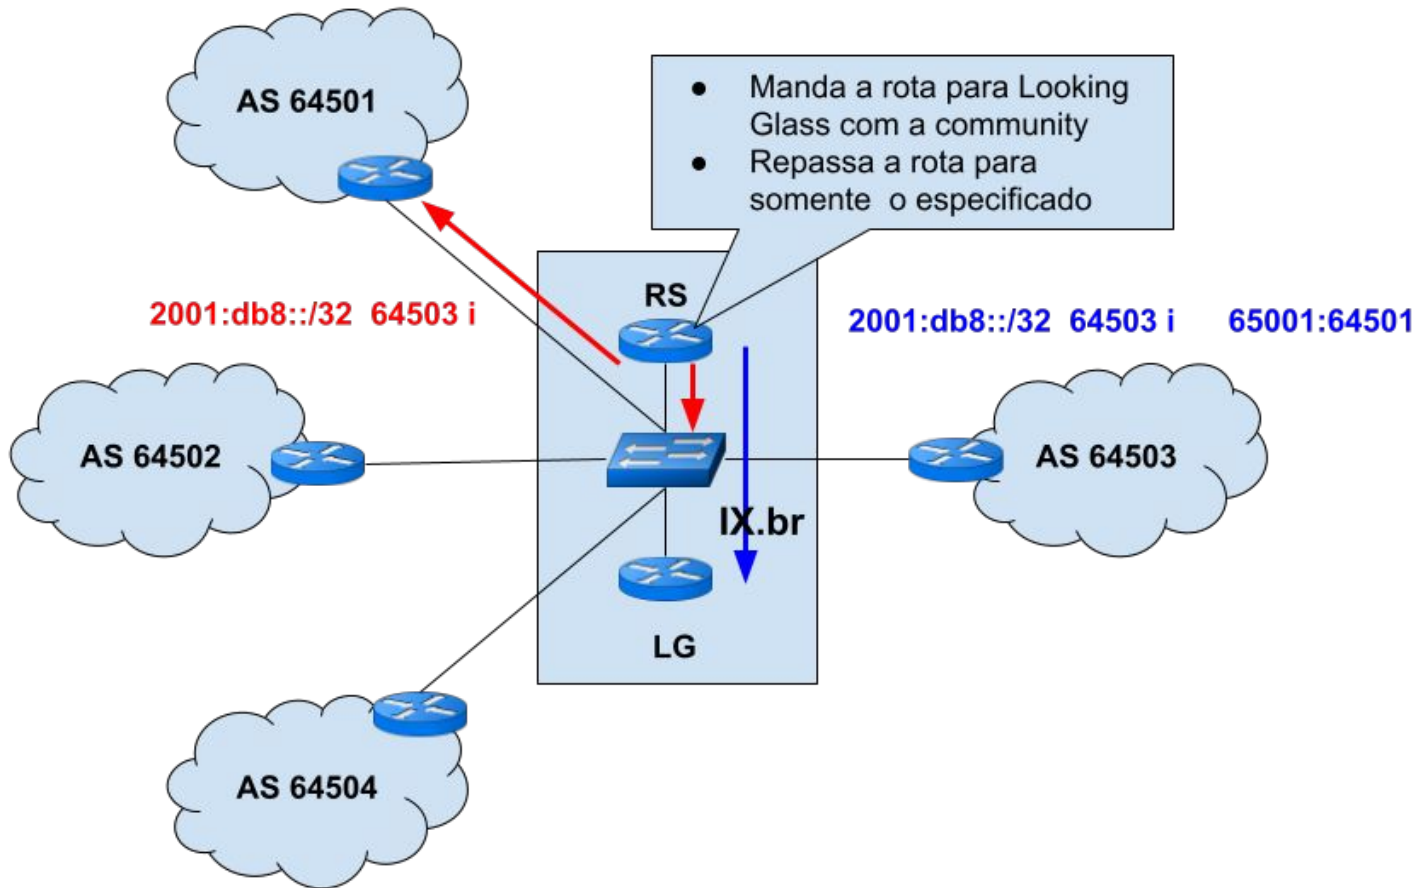 AS 64501
● Manda a rota para Looking
Glass com a community
● Repassa a rota para
somente o especificado
RS
2001:db8::/32 64503 i
2001:db8::/32 64503 i 65001:64501
AS 64502
AS 64503
IX.br
LG
AS 64504